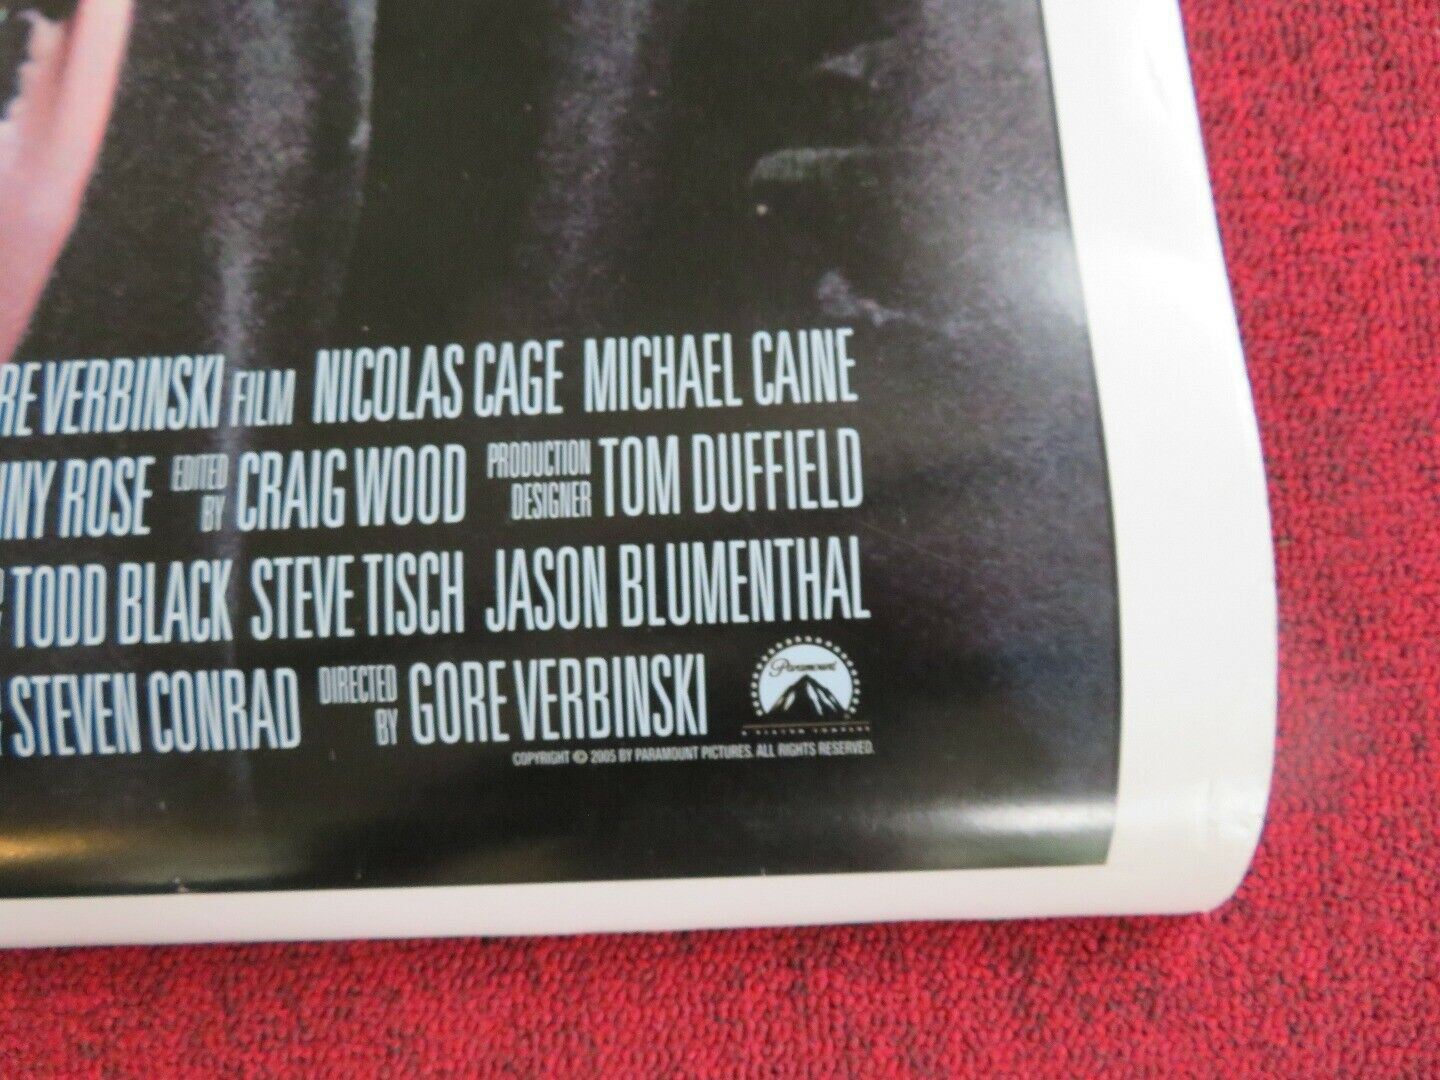 RE VERBINSKI FILM NICOLAS CAGE MICHAEL CAINE
NY ROSE EDITED BY CRAIG WOOD PRODUCTION DESIGNER TOM DUFFIELD
TODD BLACK STEVE TISCH JASON BLUMENTHAL
STEVEN CONRAD DIRECTED BY GORE VERBINSKI
Paramount
A VIACOM COMPANY
COPYRIGHT © 2005 BY PARAMOUNT PICTURES. ALL RIGHTS RESERVED.